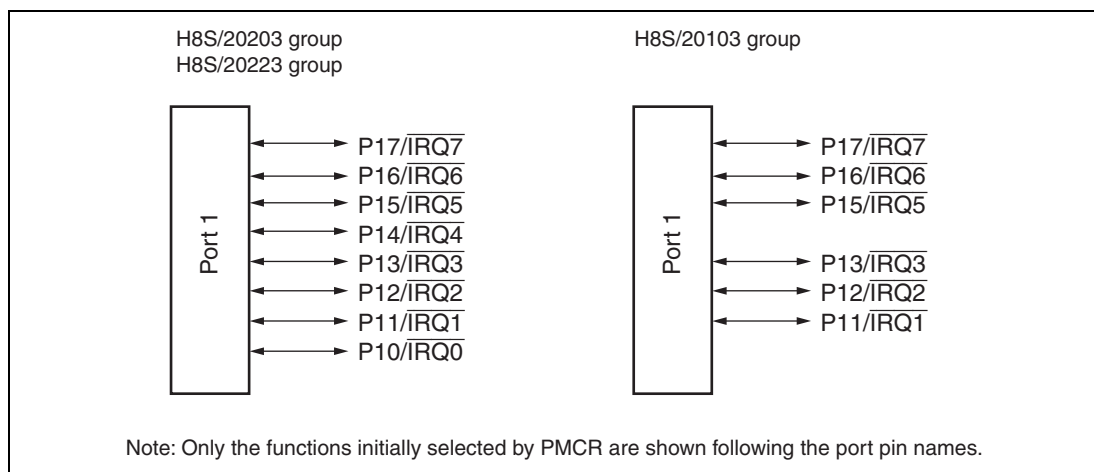 H8S/20203 group
H8S/20223 group
Port 1
P17/IRQ7
P16/IRQ6
P15/IRQ5
P14/IRQ4
P13/IRQ3
P12/IRQ2
P11/IRQ1
P10/IRQ0
H8S/20103 group
Port 1
P17/IRQ7
P16/IRQ6
P15/IRQ5
P13/IRQ3
P12/IRQ2
P11/IRQ1
Note: Only the functions initially selected by PMCR are shown following the port pin names.